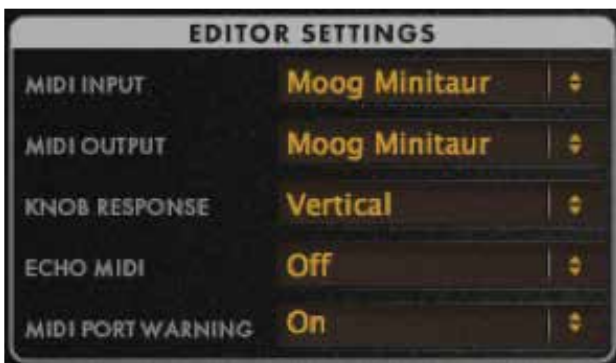 EDITOR SETTINGS
MIDI INPUT Moog Minitaur
MIDI OUTPUT Moog Minitaur
KNOB RESPONSE Vertical
ECHO MIDI Off
MIDI PORT WARNING On